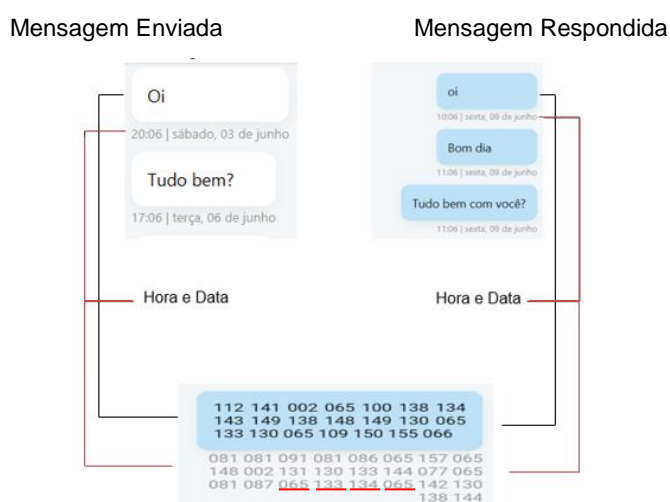 Mensagem Enviada
Mensagem Respondida
Oi
20:06 | sábado, 03 de junho
Tudo bem?
17:06 | terça, 06 de junho
oi
10:06 | sexta, 09 de junho
Bom dia
11:06 | sexta, 09 de junho
Tudo bem com você?
11:06 | sexta, 09 de junho
Hora e Data
Hora e Data
112 141 002 065 100 138 134
143 149 138 148 149 130 065
133 130 065 109 150 155 066
081 081 091 081 086 065 157 065
148 002 131 130 133 144 077 065
081 087 065 133 134 065 142 130
138 144